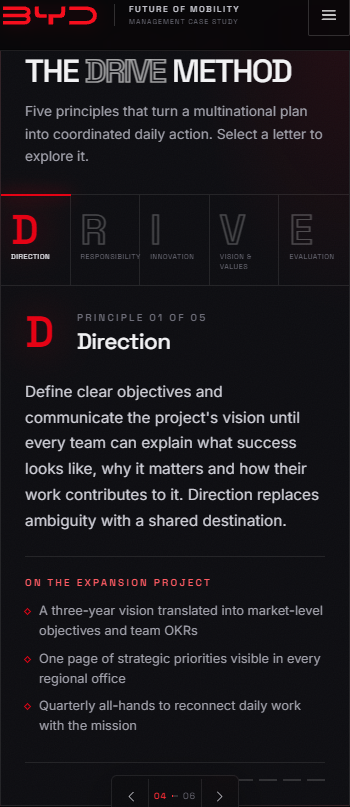 BYD
FUTURE OF MOBILITY
MANAGEMENT CASE STUDY
THE DRIVE METHOD
Five principles that turn a multinational plan
into coordinated daily action. Select a letter to
explore it.
D
R
I
V
E
DIRECTION
RESPONSIBILITY
INNOVATION
VISION &
VALUES
EVALUATION
D
PRINCIPLE 01 OF 05
Direction
Define clear objectives and
communicate the project's vision until
every team can explain what success
looks like, why it matters and how their
work contributes to it. Direction replaces
ambiguity with a shared destination.
ON THE EXPANSION PROJECT
A three-year vision translated into market-level
objectives and team OKRs
One page of strategic priorities visible in every
regional office
Quarterly all-hands to reconnect daily work
with the mission
04 – 06